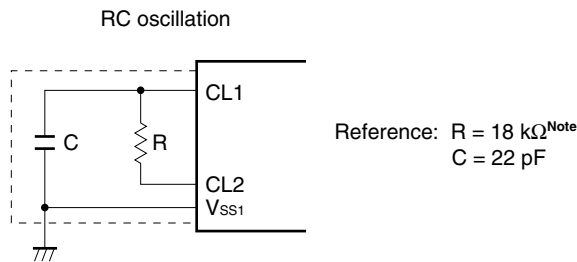 RC oscillation
CL1
C
R
CL2
VSS1
Reference: R = 18 kΩNote
C = 22 pF